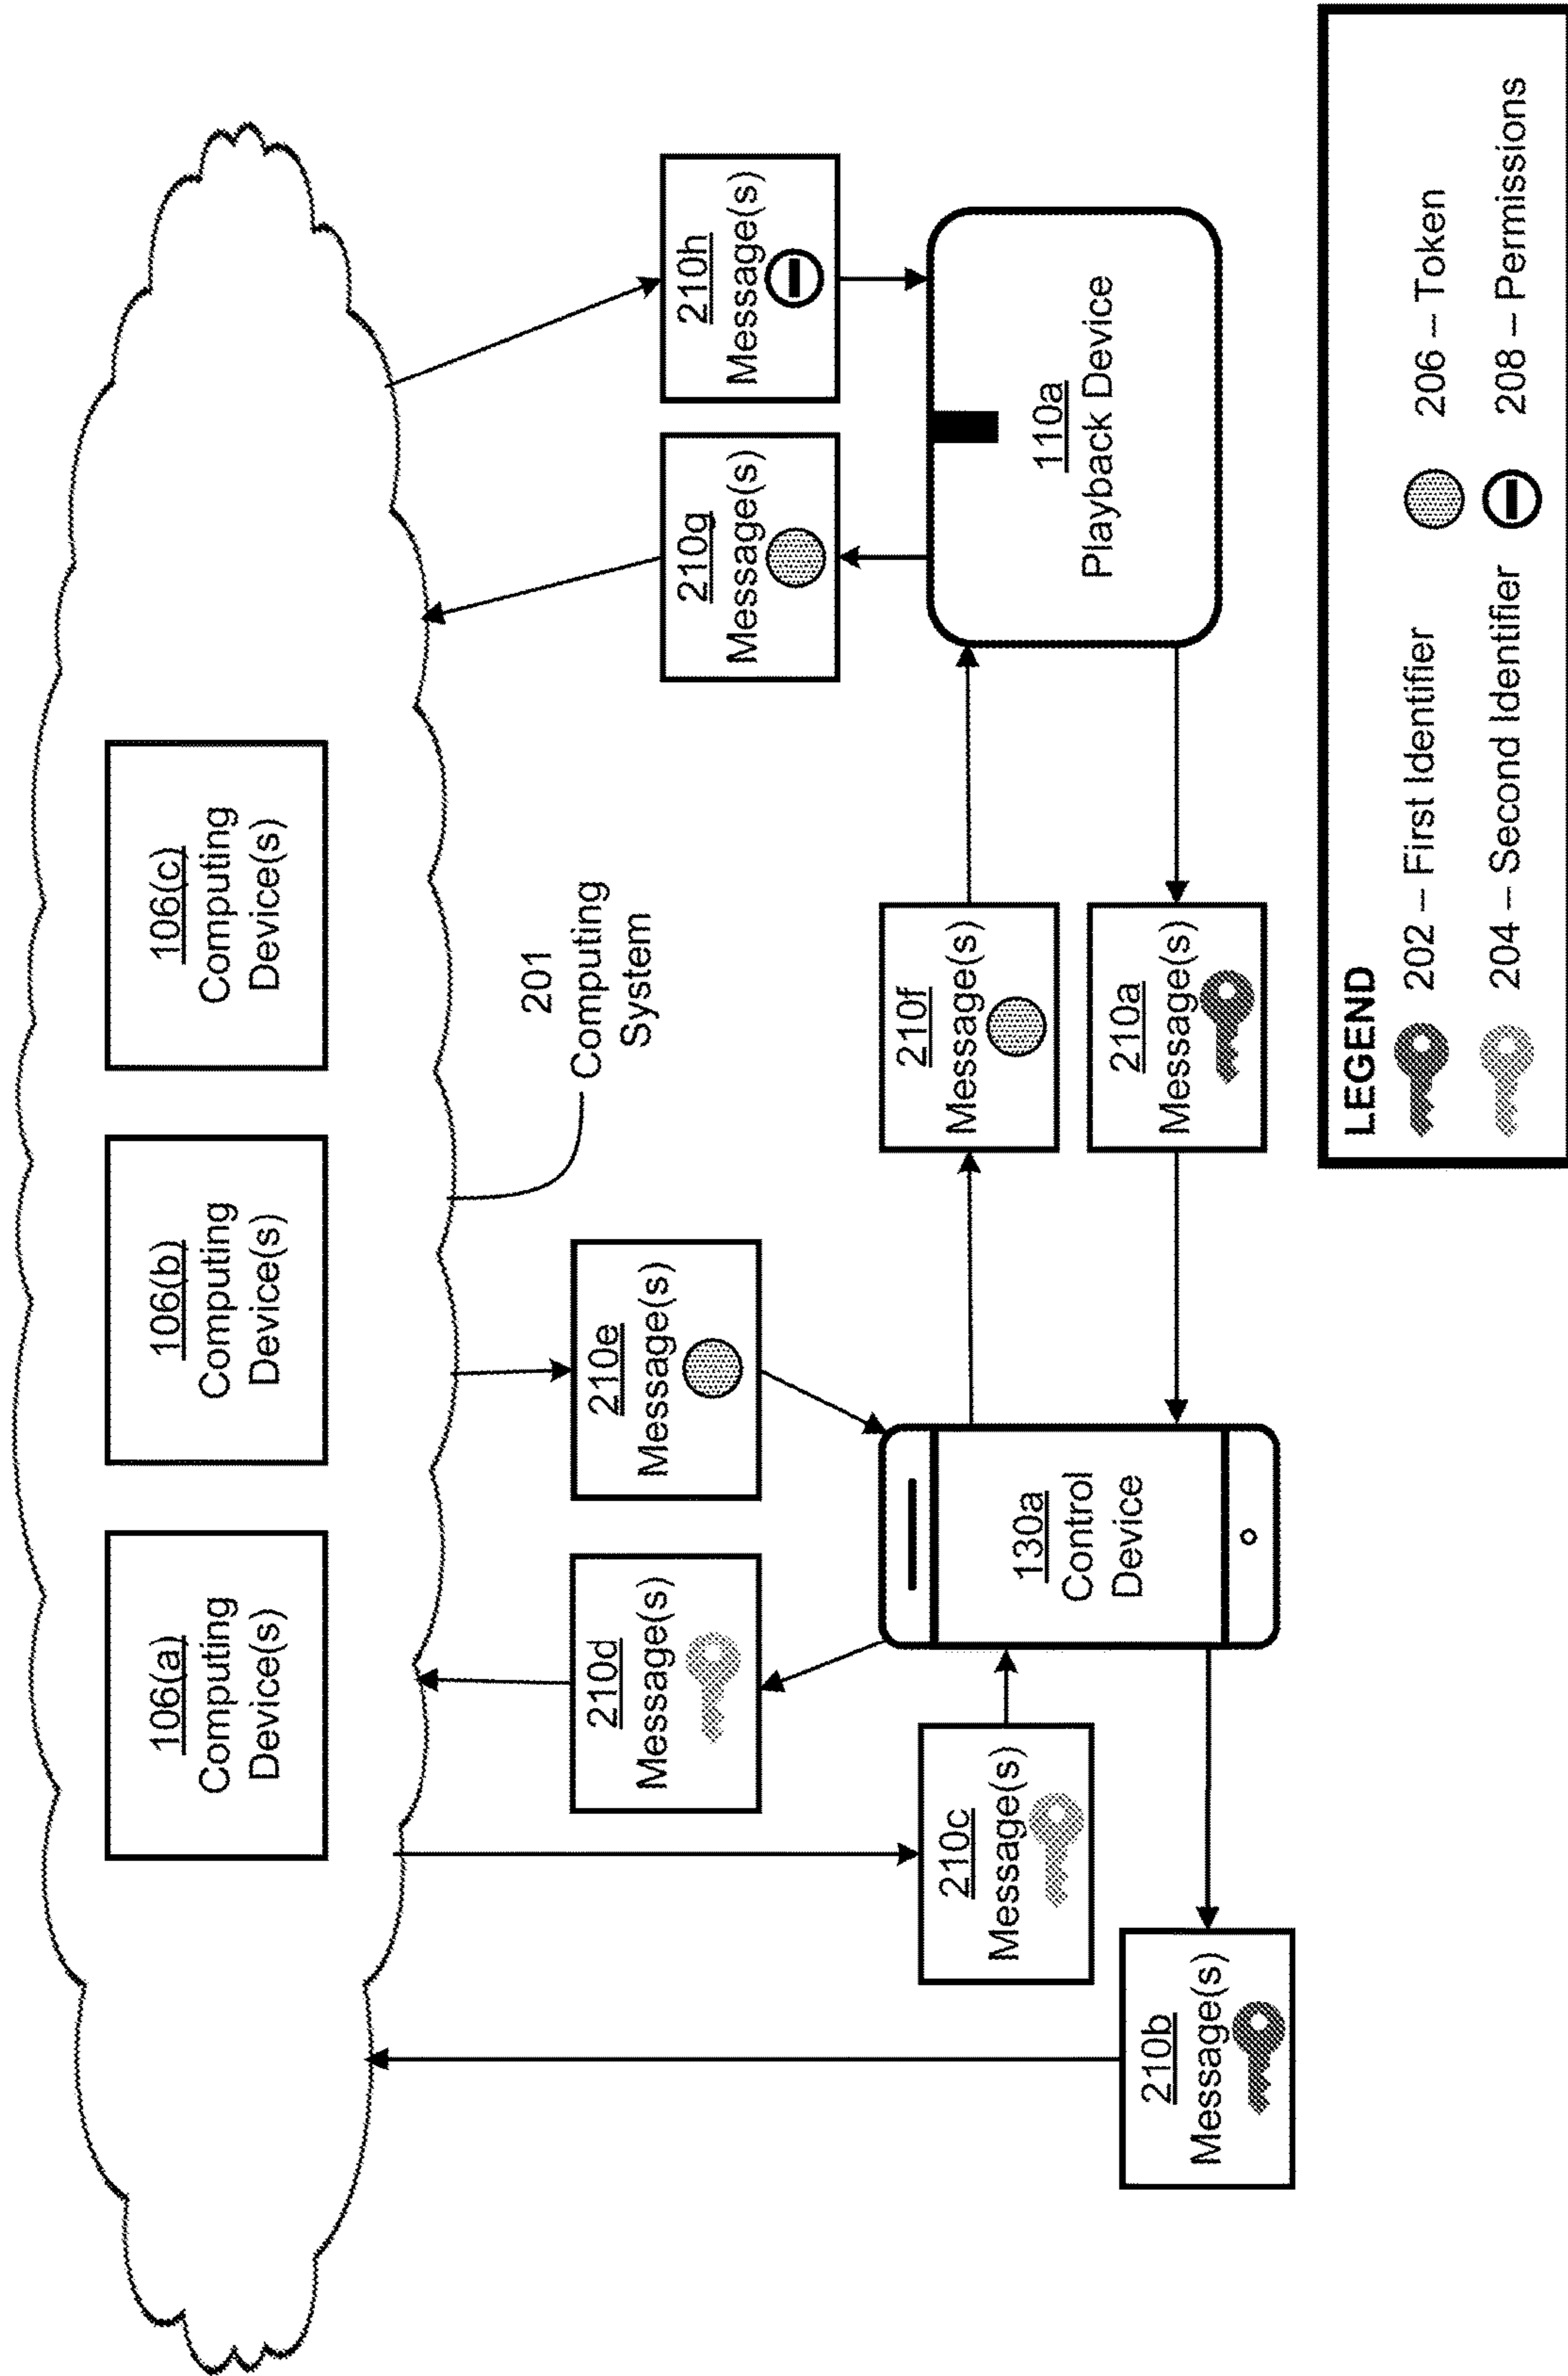 106(a)
Computing
Device(s)
106(b)
Computing
Device(s)
106(c)
Computing
Device(s)
201
Computing
System
210d
Message(s)
210e
Message(s)
210g
Message(s)
210h
Message(s)
210c
Message(s)
210b
Message(s)
130a
Control
Device
210f
Message(s)
210a
Message(s)
110a
Playback Device
LEGEND
202 – First Identifier
206 – Token
204 – Second Identifier
208 – Permissions